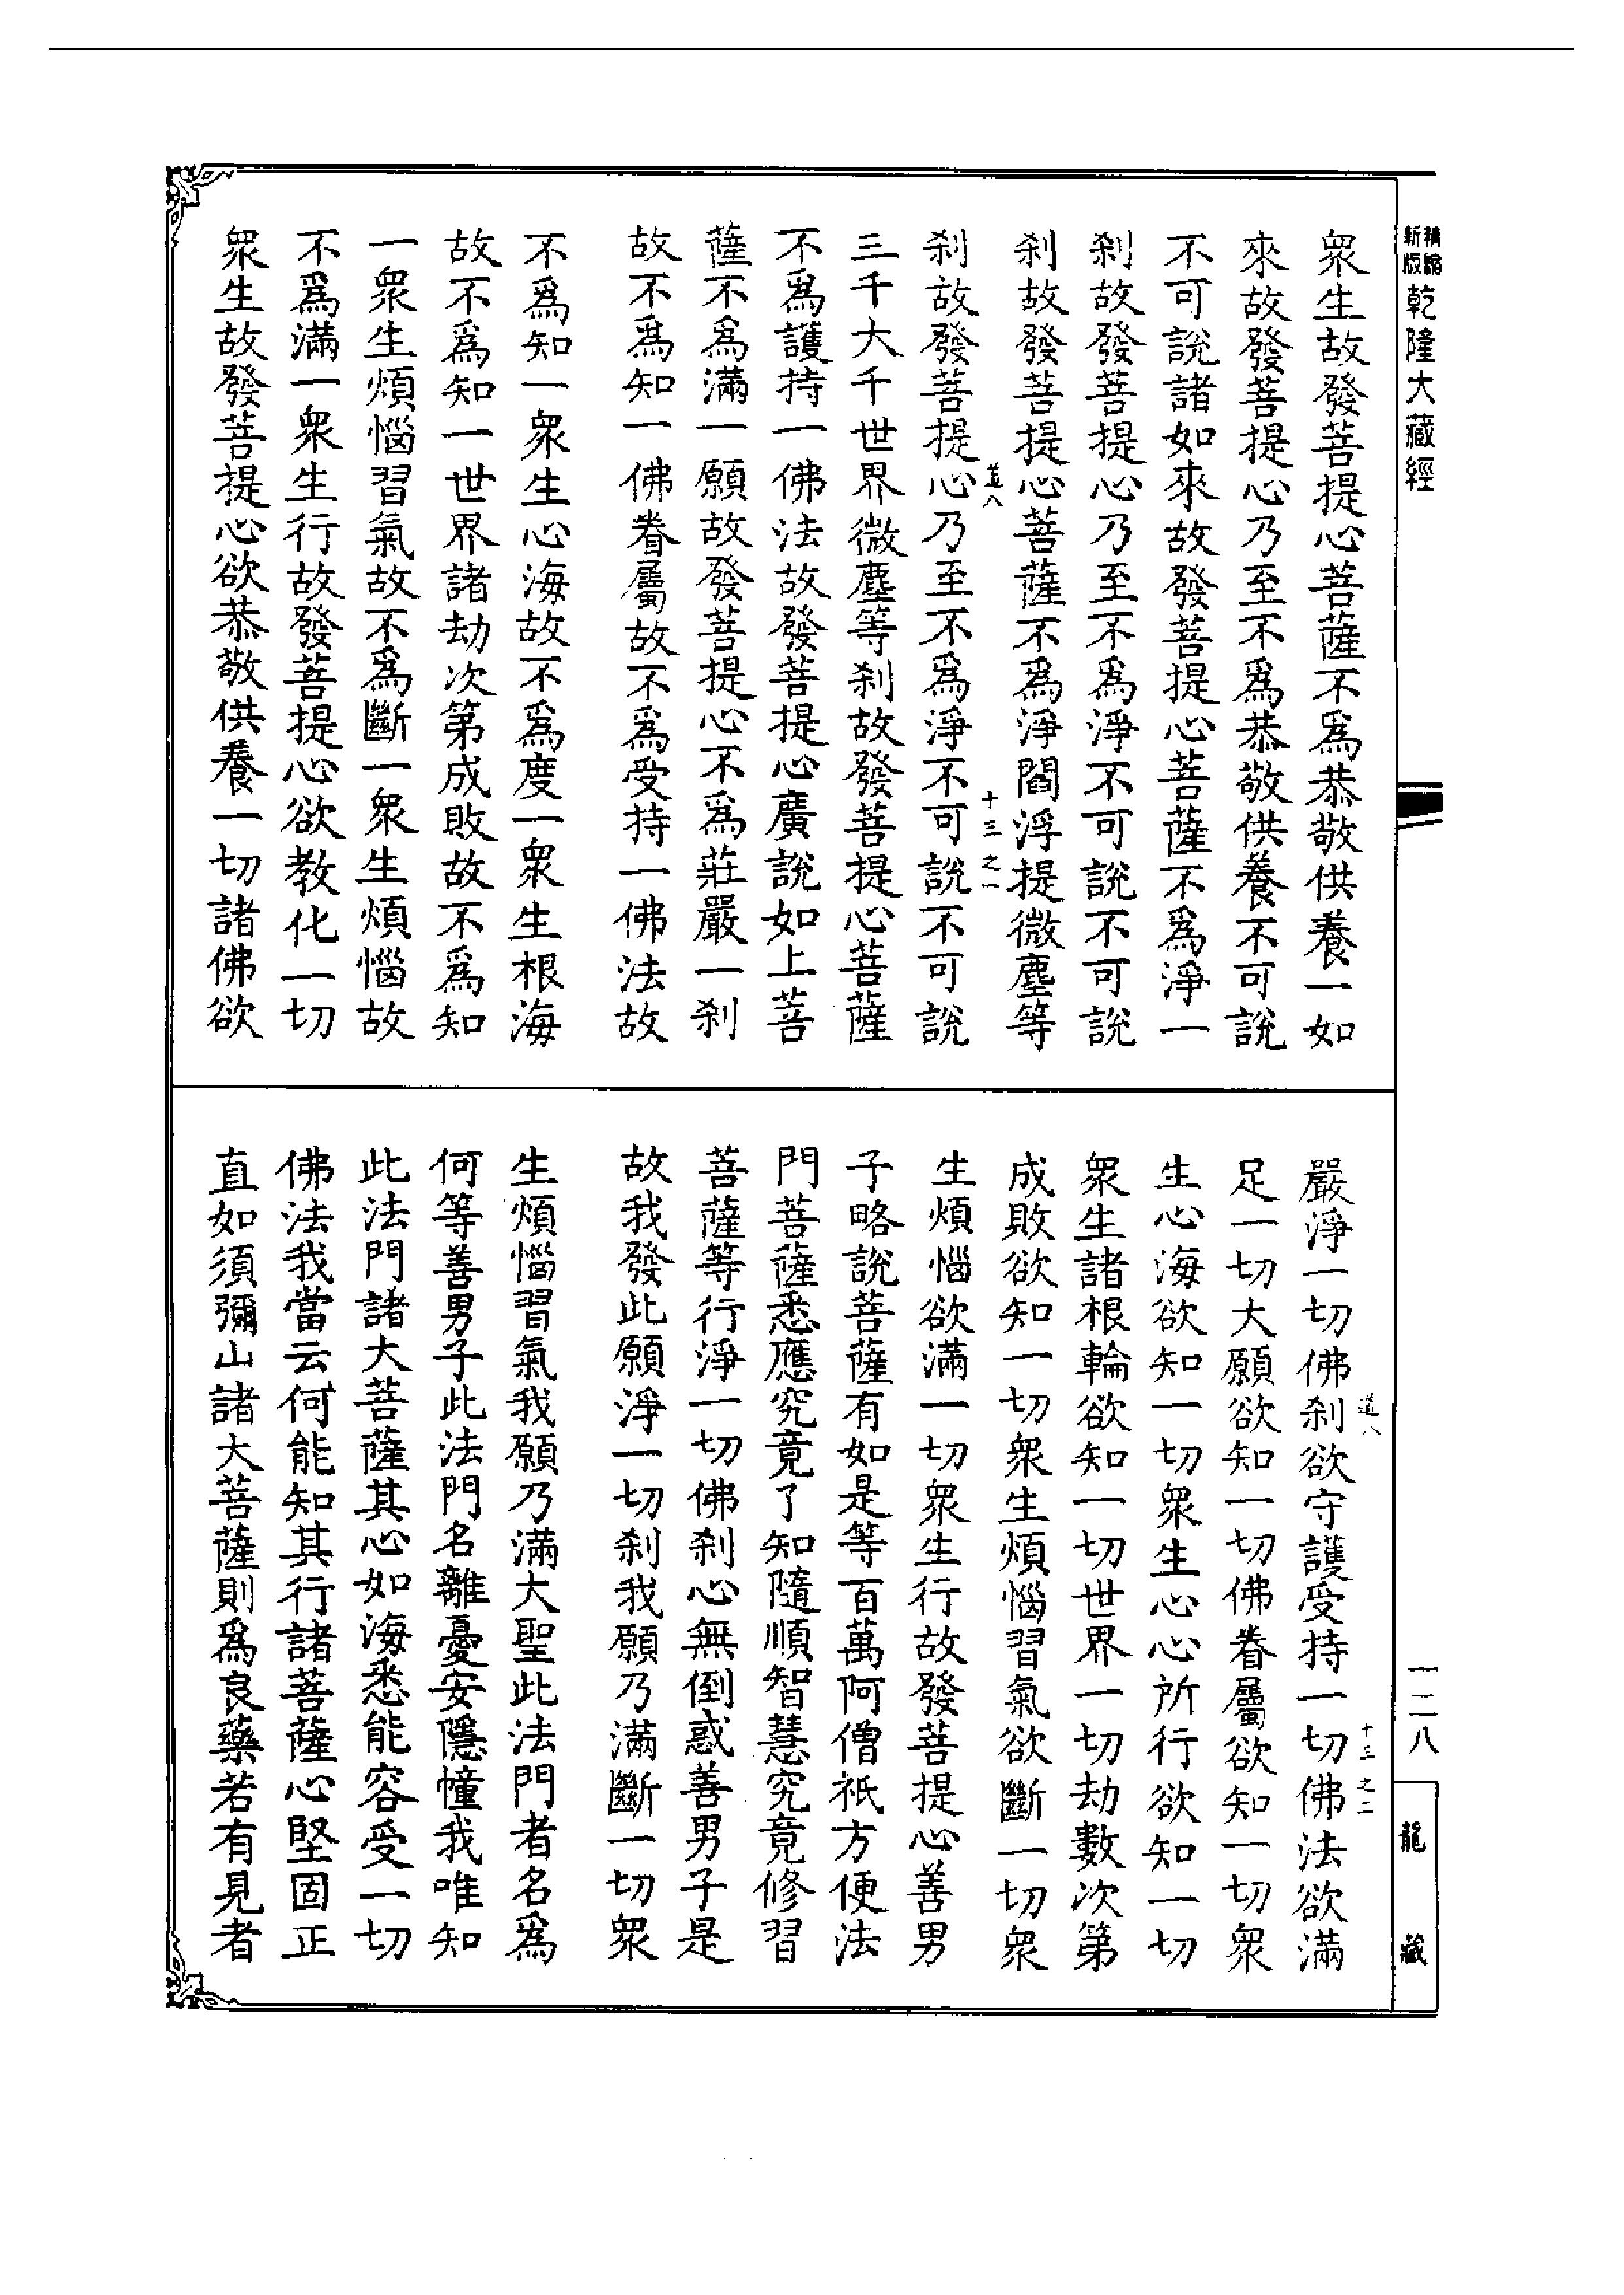 精縮新版乾隆大藏經
眾生故發菩提心菩薩不爲恭敬供養一如
來故發菩提心乃至不爲恭敬供養不可說
不可說諸如來故發菩提心菩薩不爲淨一
刹故發菩提心乃至不爲淨不可說不可說
刹故發菩提心菩薩不爲淨閻浮提微塵等
道八 十三之一
刹故發菩提心乃至不爲淨不可說不可說
三千大千世界微塵等刹故發菩提心菩薩
不爲護持一佛法故發菩提心廣說如上菩
薩不爲滿一願故發菩提心不爲莊嚴一刹
故不爲知一佛眷屬故不爲受持一佛法故
不爲知一眾生心海故不爲度一眾生根海
故不爲知一世界諸劫次第成敗故不爲知
一眾生煩惱習氣故不爲斷一眾生煩惱故
不爲滿一眾生行故發菩提心欲教化一切
眾生故發菩提心欲恭敬供養一切諸佛欲
一二八
龍藏
道八 十三之二
嚴淨一切佛刹欲守護受持一切佛法欲滿
足一切大願欲知一切佛眷屬欲知一切眾
生心海欲知一切眾生心心所行欲知一切
眾生諸根輪欲知一切世界一切劫數次第
成敗欲知一切眾生煩惱習氣欲斷一切眾
生煩惱欲滿一切眾生行故發菩提心善男
子略說菩薩有如是等百萬阿僧祇方便法
門菩薩悉應究竟了知隨順智慧究竟修習
菩薩等行淨一切佛刹心無倒惑善男子是
故我發此願淨一切刹我願乃滿斷一切眾
生煩惱習氣我願乃滿大聖此法門者名爲
何等善男子此法門名離憂安隱幢我唯知
此法門諸大菩薩其心如海悉能容受一切
佛法我當云何能知其行諸菩薩心堅固正
直如須彌山諸大菩薩則爲良藥若有見者